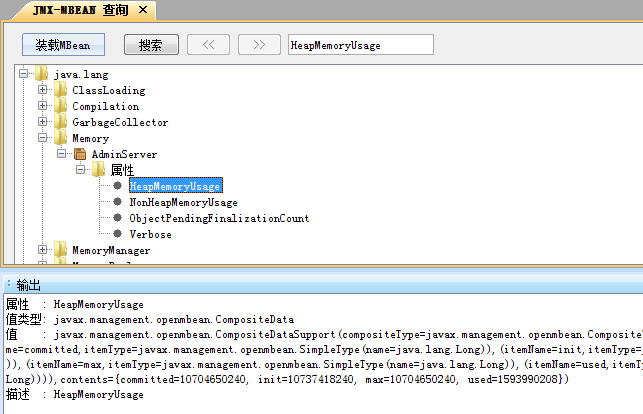 JMX-MBEAN 查询
装载MBean 搜索 << >> HeapMemoryUsage
java.lang
ClassLoading
Compilation
GarbageCollector
Memory
AdminServer
属性
HeapMemoryUsage
NonHeapMemoryUsage
ObjectPendingFinalizationCount
Verbose
MemoryManager
输出
属性 : HeapMemoryUsage
值类型: javax.management.openmbean.CompositeData
值 : javax.management.openmbean.CompositeDataSupport(compositeType=javax.management.openmbean.Composite
me=committed,itemType=javax.management.openmbean.SimpleType(name=java.lang.Long)),(itemName=init,itemType=j
)),(itemName=max,itemType=javax.management.openmbean.SimpleType(name=java.lang.Long)),(itemName=used,itemTy
Long)))),contents={committed=10704650240, init=10737418240, max=10704650240, used=1593990208})
描述 : HeapMemoryUsage